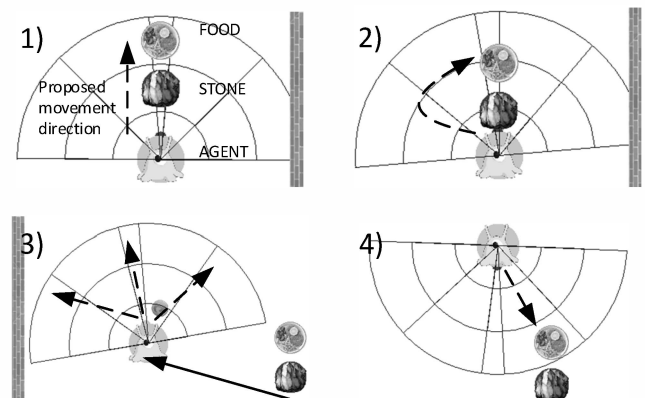 1)
FOOD
Proposed
movement
direction
STONE
AGENT
2)
3)
4)